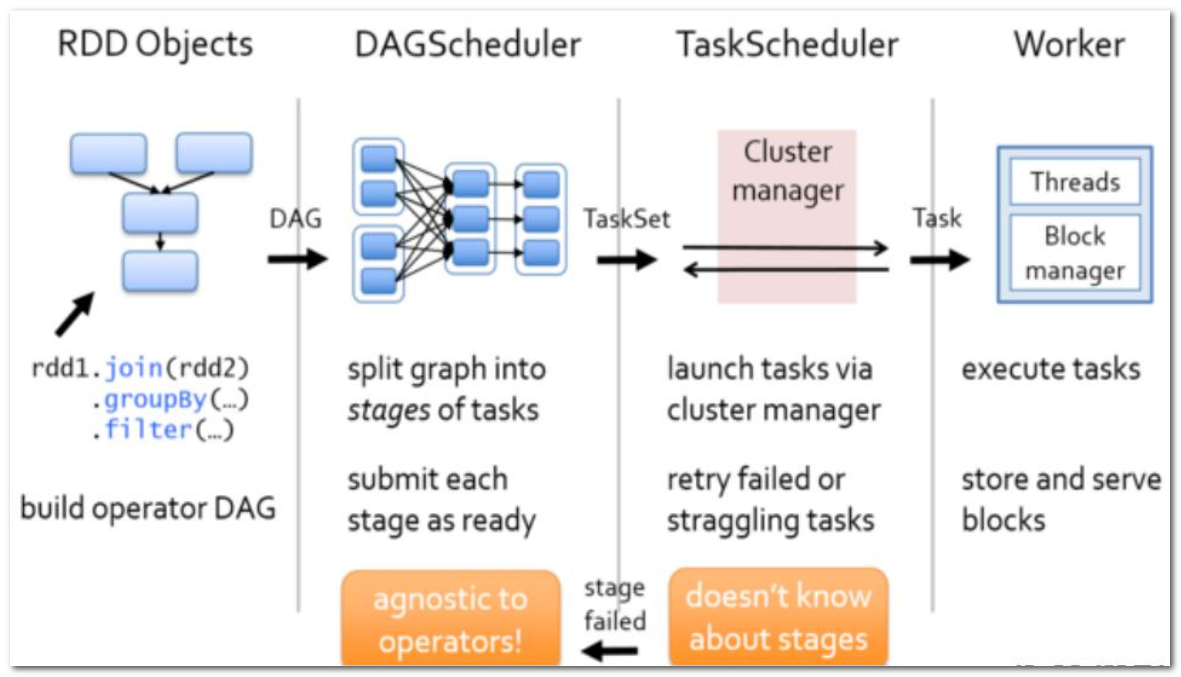 RDD Objects
DAGScheduler
TaskScheduler
Worker
DAG
TaskSet
Cluster
manager
Task
Threads
Block
manager
rdd1.join(rdd2)
.groupBy(…)
.filter(…)
build operator DAG
split graph into
stages of tasks
submit each
stage as ready
agnostic to
operators!
launch tasks via
cluster manager
retry failed or
straggling tasks
stage
failed
doesn't know
about stages
execute tasks
store and serve
blocks